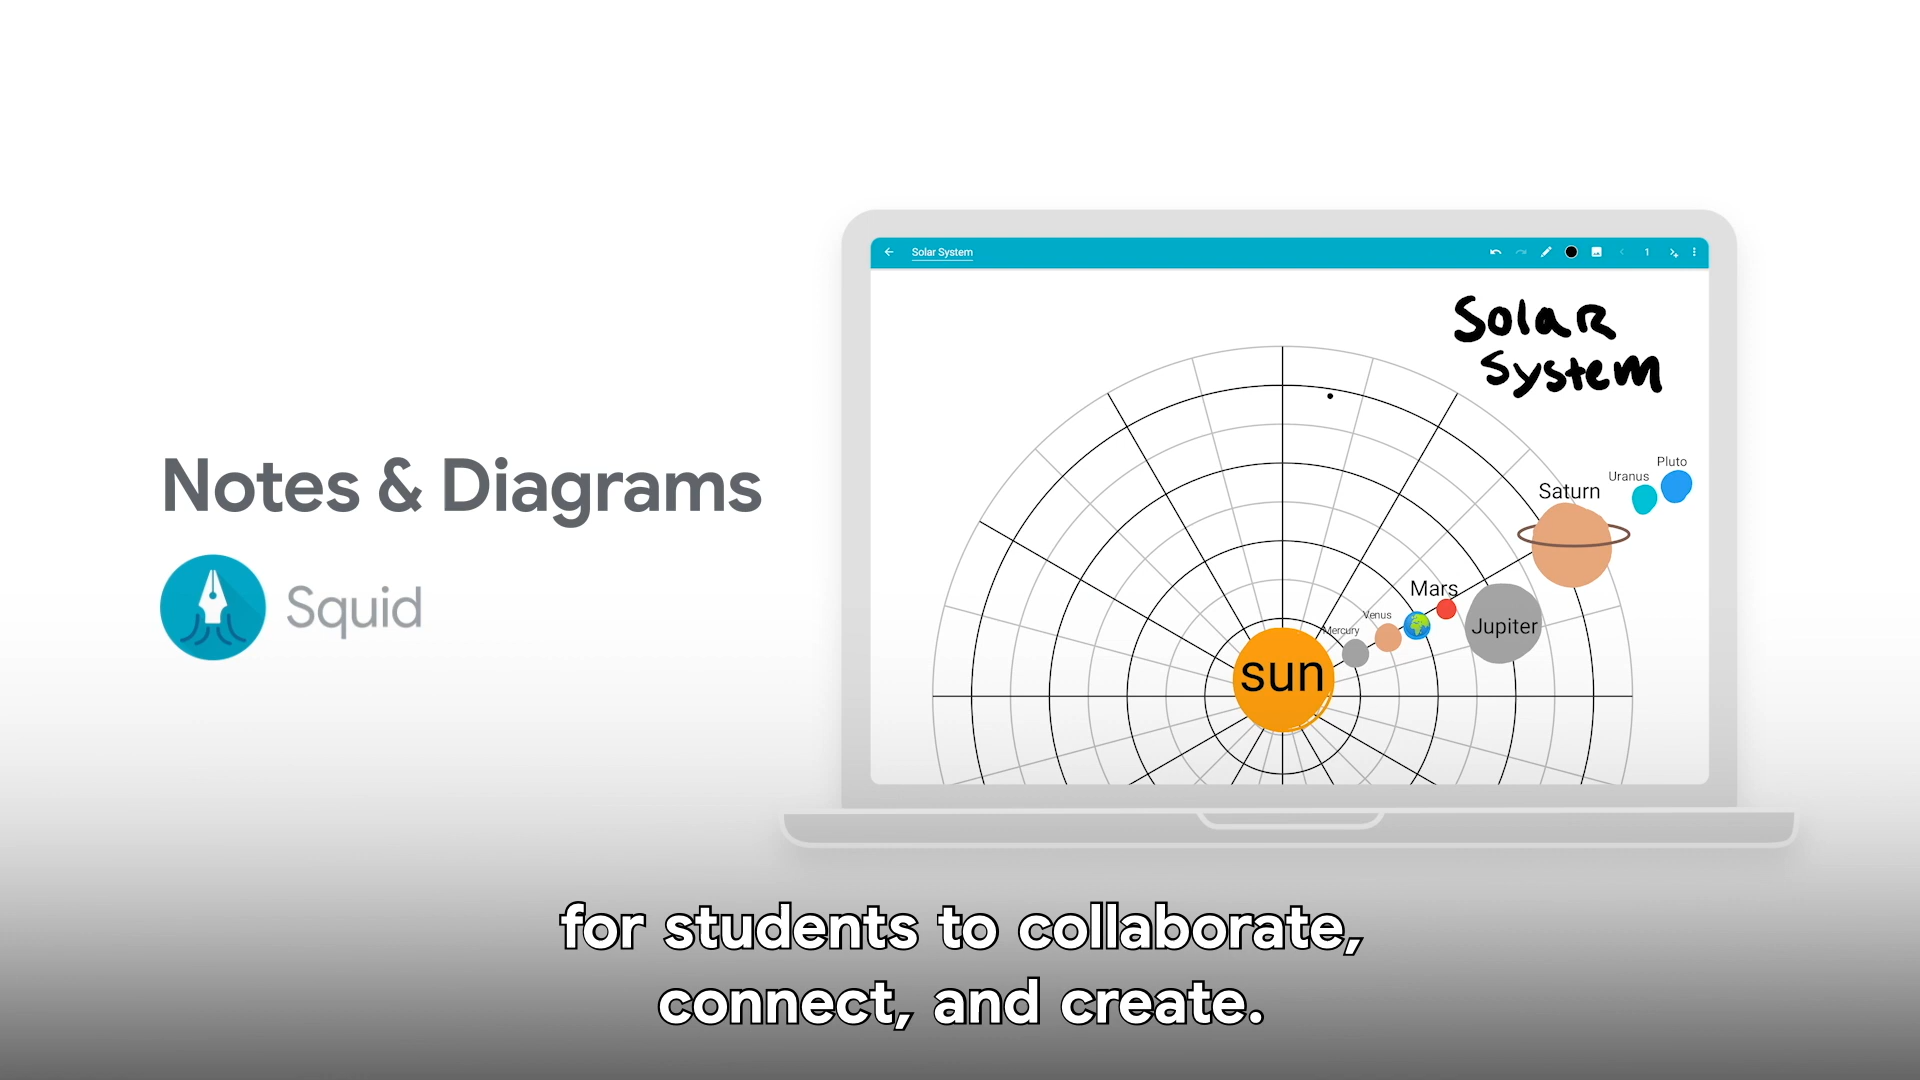 Solar System
1
Solar
System
Pluto
Uranus
Saturn
Mars
Venus
Mercury
Jupiter
sun
Notes & Diagrams
Squid
for students to collaborate,
connect, and create.